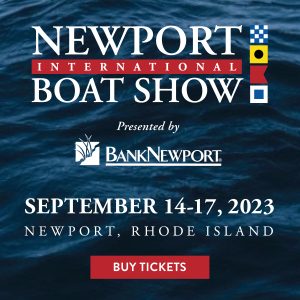 NEWPORT
INTERNATIONAL
BOAT SHOW
Presented by
BANKNEWPORT
SEPTEMBER 14-17, 2023
NEWPORT, RHODE ISLAND
BUY TICKETS